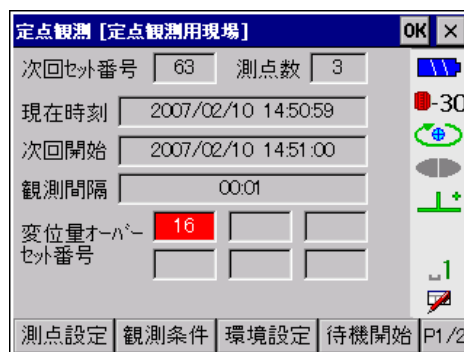 定点観測 [定点観測用現場] OK ×
次回セット番号 63 測点数 3
-30
現在時刻 2007/02/10 14:50:59
次回開始 2007/02/10 14:51:00
観測間隔 00:01
変位量オーバー 16
セット番号
1
測点設定 観測条件 環境設定 待機開始 P1/2